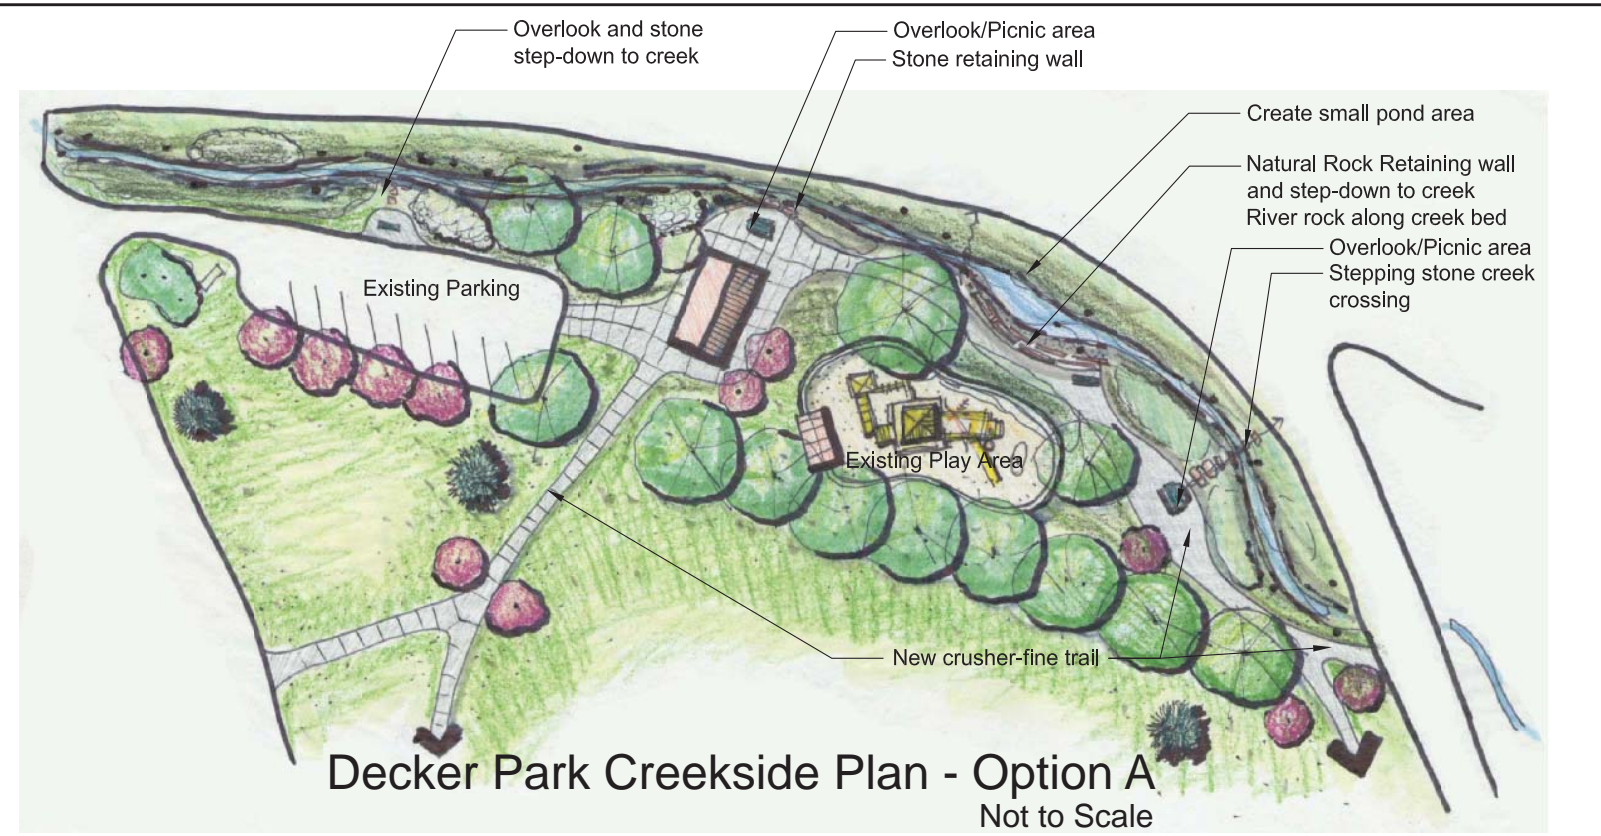 Overlook and stone
step-down to creek
Overlook/Picnic area
Stone retaining wall
Create small pond area
Natural Rock Retaining wall
and step-down to creek
River rock along creek bed
Overlook/Picnic area
Stepping stone creek
crossing
Existing Parking
Existing Play Area
New crusher-fine trail
Decker Park Creekside Plan - Option A
Not to Scale